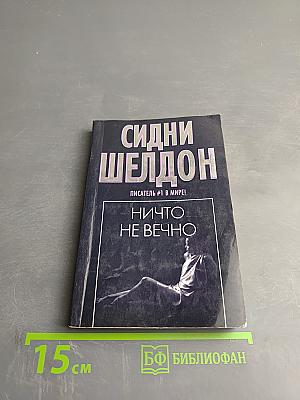 СИДНИ
ШЕЛДОН
ПИСАТЕЛЬ #1 В МИРЕ!
НИЧТО
НЕ ВЕЧНО
15 см
БФ БИБЛИОФАН